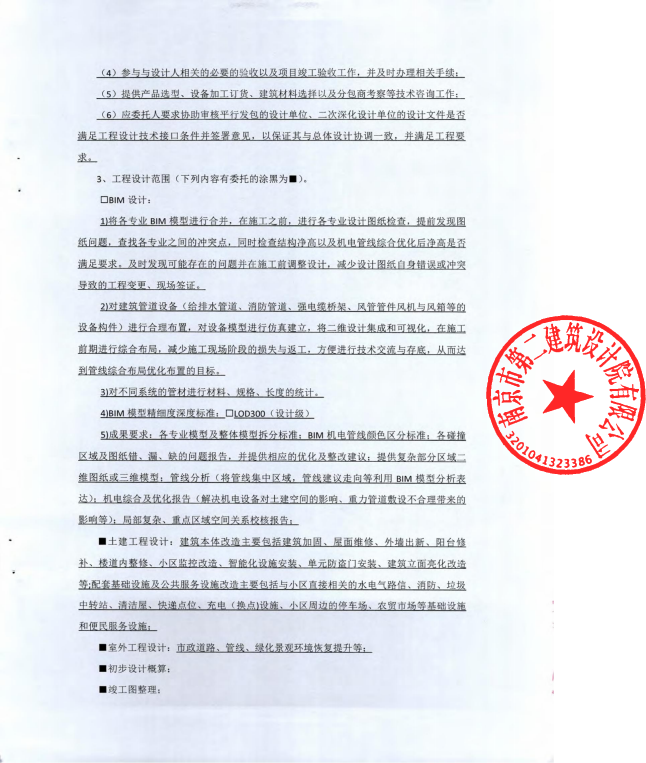 （4）参与与设计人相关的必要的验收以及项目竣工验收工作，并及时办理相关手续；
（5）提供产品选型、设备加工订货、建筑材料选择以及分包商考察等技术咨询工作；
（6）应委托人要求协助审核平行发包的设计单位、二次深化设计单位的设计文件是否
满足工程设计技术接口条件并签署意见，以保证其与总体设计协调一致，并满足工程要
求。
3、工程设计范围（下列内容有委托的涂黑为■）。
□BIM 设计：
1)将各专业 BIM 模型进行合并，在施工之前，进行各专业设计图纸检查，提前发现图
纸问题，查找各专业之间的冲突点，同时检查结构净高以及机电管线综合优化后净高是否
满足要求。及时发现可能存在的问题并在施工前调整设计，减少设计图纸自身错误或冲突
导致的工程变更、现场签证。
2)对建筑管道设备（给排水管道、消防管道、强电缆桥架、风管管件风机与风箱等的
设备构件）进行合理布置，对设备模型进行仿真建立，将二维设计集成和可视化，在施工
前期进行综合布局，减少施工现场阶段的损失与返工，方便进行技术交流与存底，从而达
到管线综合布局优化布置的目标。
3)对不同系统的管材进行材料、规格、长度的统计。
4)BIM 模型精细度深度标准：□LOD300（设计级）
5)成果要求：各专业模型及整体模型拆分标准；BIM 机电管线颜色区分标准；各碰撞
区域及图纸错、漏、缺的问题报告，并提供相应的优化及整改建议；提供复杂部分区域二
维图纸或三维模型；管线分析（将管线集中区域，管线建议走向等利用 BIM 模型分析表
达）；机电综合及优化报告（解决机电设备对土建空间的影响、重力管道敷设不合理带来的
影响等）；局部复杂、重点区域空间关系校核报告；
■土建工程设计：建筑本体改造主要包括建筑加固、屋面维修、外墙出新、阳台修
补、楼道内整修、小区监控改造、智能化设施安装、单元防盗门安装、建筑立面亮化改造
等;配套基础设施及公共服务设施改造主要包括与小区直接相关的水电气路信、消防、垃圾
中转站、清洁屋、快递点位、充电（换点)设施、小区周边的停车场、农贸市场等基础设施
和便民服务设施；
■室外工程设计：市政道路、管线、绿化景观环境恢复提升等；
■初步设计概算；
■竣工图整理；
南京市第二建筑设计院有限公司
3201041323386